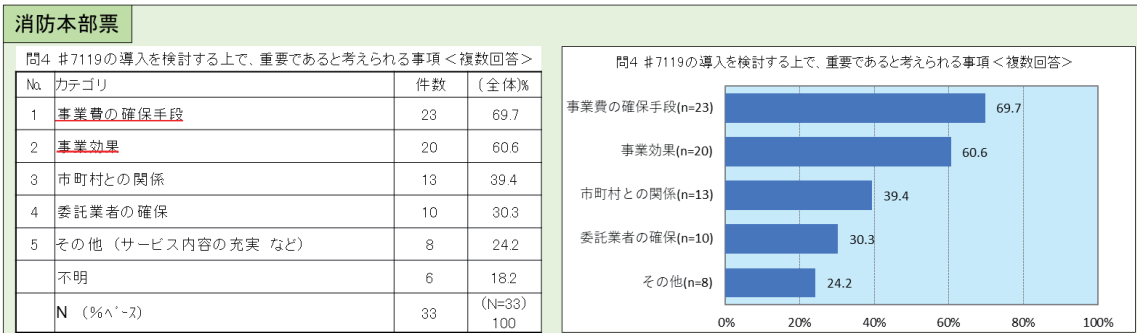 消防本部票
問4 #7119の導入を検討する上で、重要であると考えられる事項<複数回答>
No. カテゴリ 件数 (全体)%
1 事業費の確保手段 23 69.7
2 事業効果 20 60.6
3 市町村との関係 13 39.4
4 委託業者の確保 10 30.3
5 その他 (サービス内容の充実 など) 8 24.2
不明 6 18.2
N (%ベース) 33 (N=33) 100
問4 #7119の導入を検討する上で、重要であると考えられる事項<複数回答>
事業費の確保手段(n=23) 69.7
事業効果(n=20) 60.6
市町村との関係(n=13) 39.4
委託業者の確保(n=10) 30.3
その他(n=8) 24.2
0% 20% 40% 60% 80% 100%